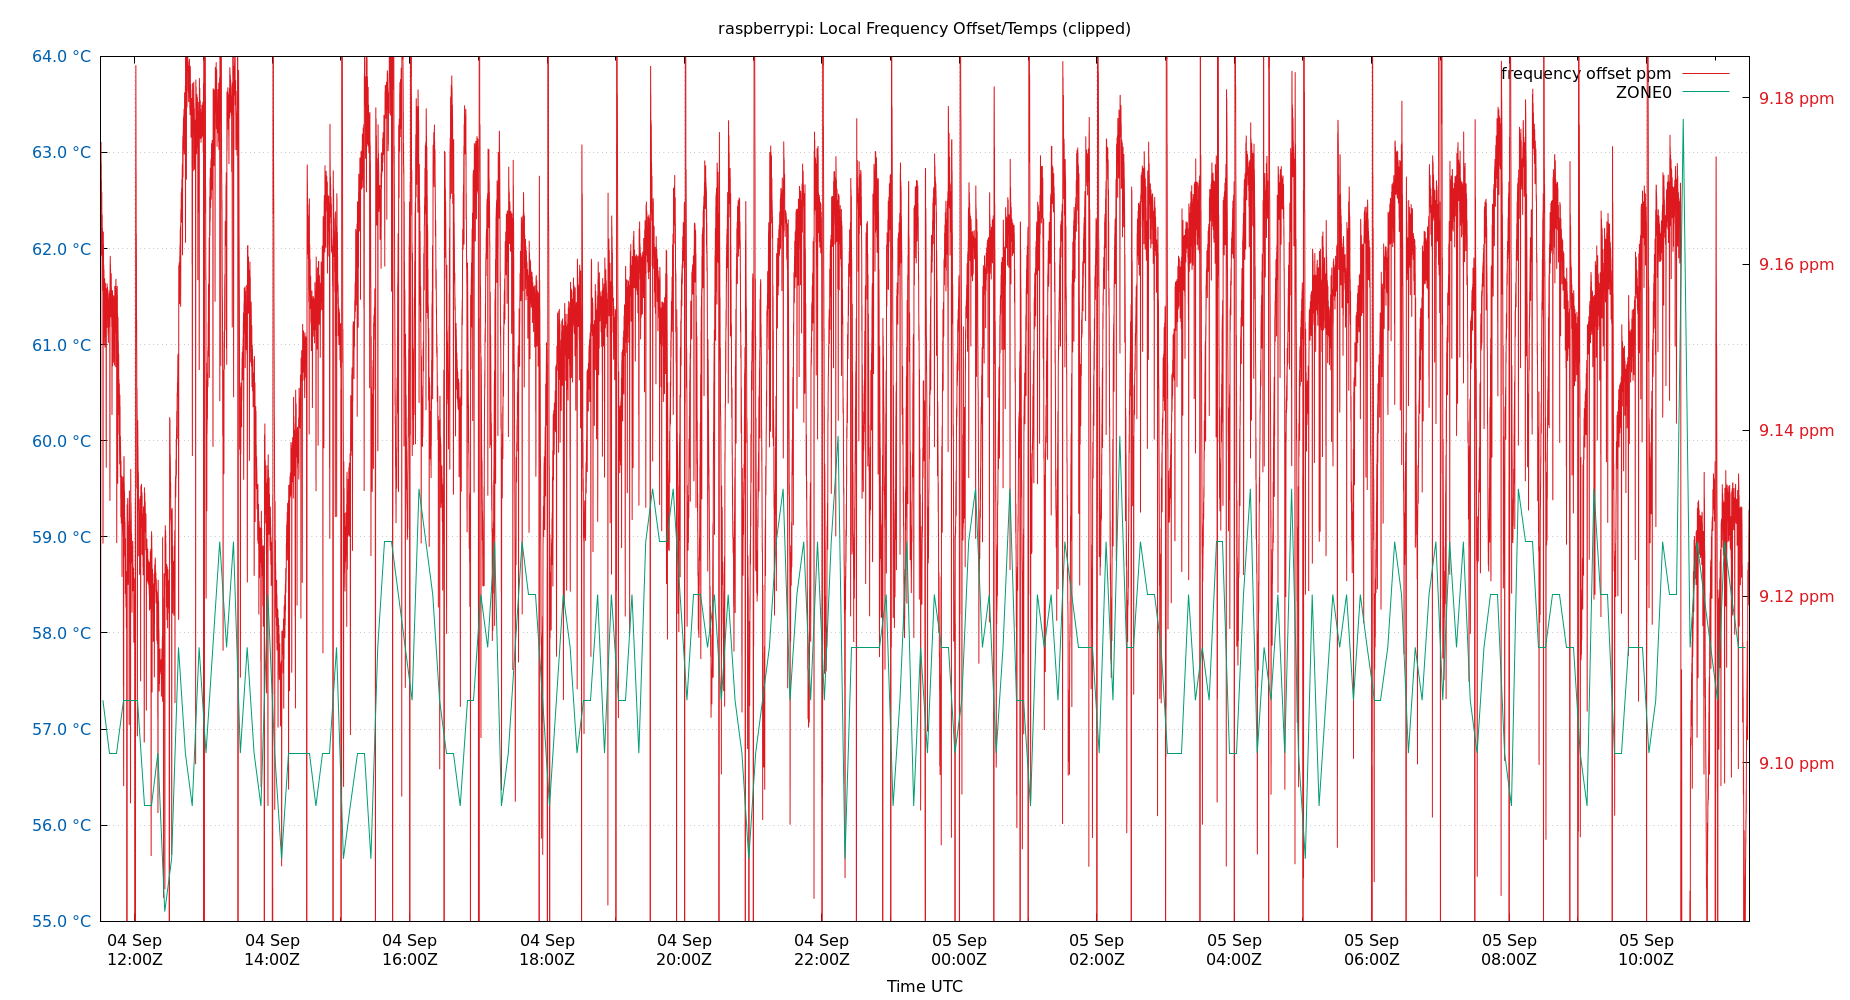 raspberrypi: Local Frequency Offset/Temps (clipped)
64.0 °C
63.0 °C
62.0 °C
61.0 °C
60.0 °C
59.0 °C
58.0 °C
57.0 °C
56.0 °C
55.0 °C
frequency offset ppm
ZONE0
9.18 ppm
9.16 ppm
9.14 ppm
9.12 ppm
9.10 ppm
04 Sep
12:00Z
04 Sep
14:00Z
04 Sep
16:00Z
04 Sep
18:00Z
04 Sep
20:00Z
04 Sep
22:00Z
05 Sep
00:00Z
05 Sep
02:00Z
05 Sep
04:00Z
05 Sep
06:00Z
05 Sep
08:00Z
05 Sep
10:00Z
Time UTC